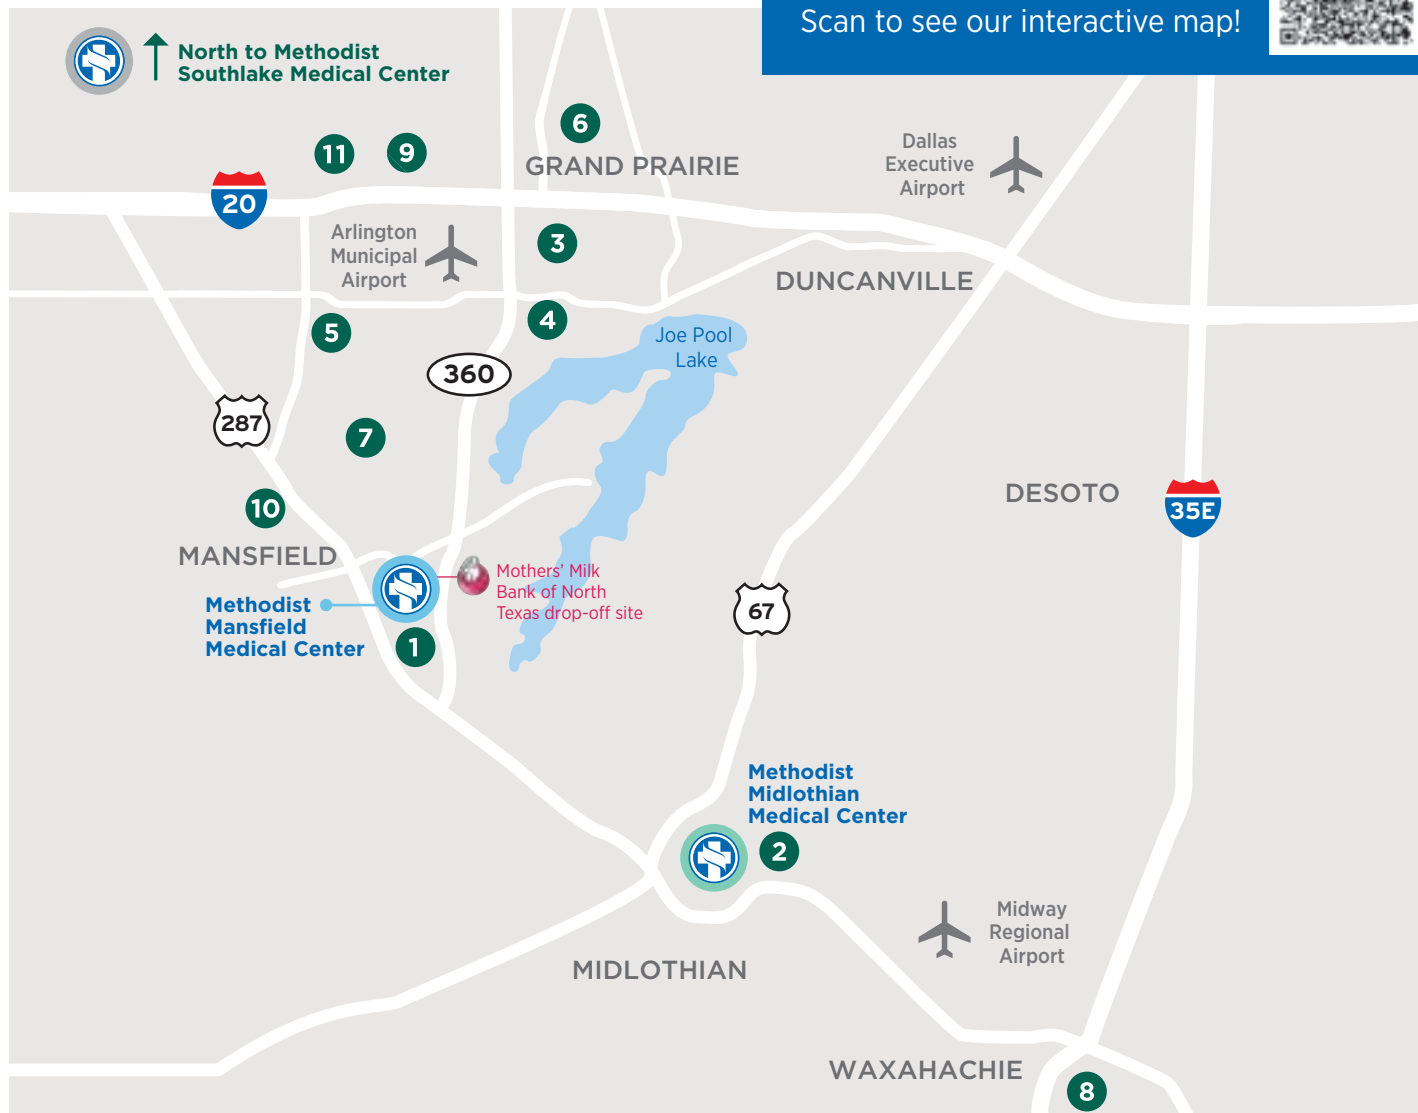 Scan to see our interactive map!
North to Methodist
Southlake Medical Center
6
11
9
GRAND PRAIRIE
Dallas
Executive
Airport
20
Arlington
Municipal
Airport
3
DUNCANVILLE
5
4
Joe Pool
Lake
360
287
7
10
DESOTO
35E
MANSFIELD
Mothers' Milk
Bank of North
Texas drop-off site
Methodist
Mansfield
Medical Center
1
67
Methodist
Midlothian
Medical Center
2
Midway
Regional
Airport
MIDLOTHIAN
WAXAHACHIE
8